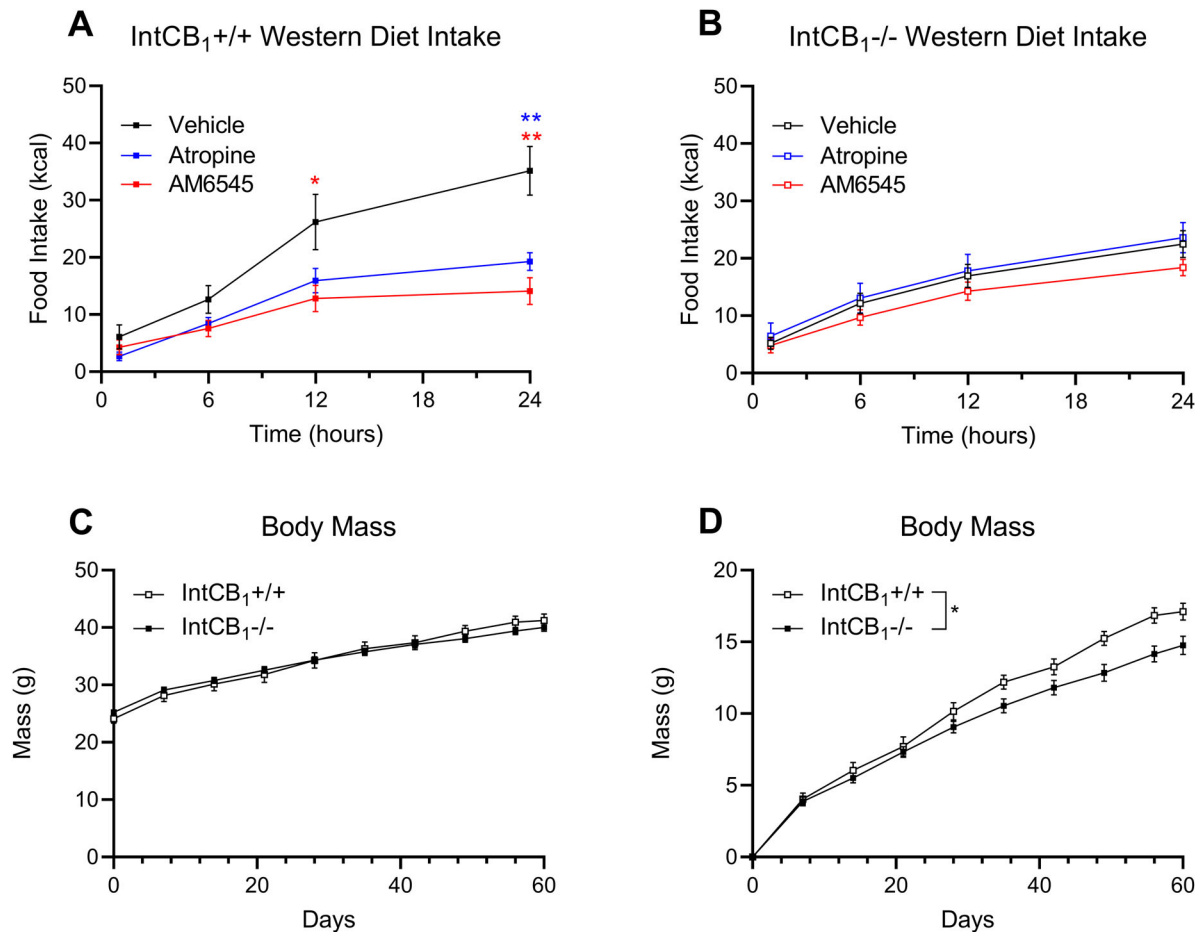 A
IntCB₁+/+ Western Diet Intake
50
40
30
20
10
0
Food Intake (kcal)
Vehicle
Atropine
AM6545
*
**
**
0
6
12
18
24
Time (hours)
B
IntCB₁-/- Western Diet Intake
50
40
30
20
10
0
Food Intake (kcal)
Vehicle
Atropine
AM6545
0
6
12
18
24
Time (hours)
C
Body Mass
50
40
30
20
10
0
Mass (g)
IntCB₁+/+
IntCB₁-/-
0
20
40
60
Days
D
Body Mass
20
15
10
5
0
Mass (g)
IntCB₁+/+
IntCB₁-/-
*
0
20
40
60
Days